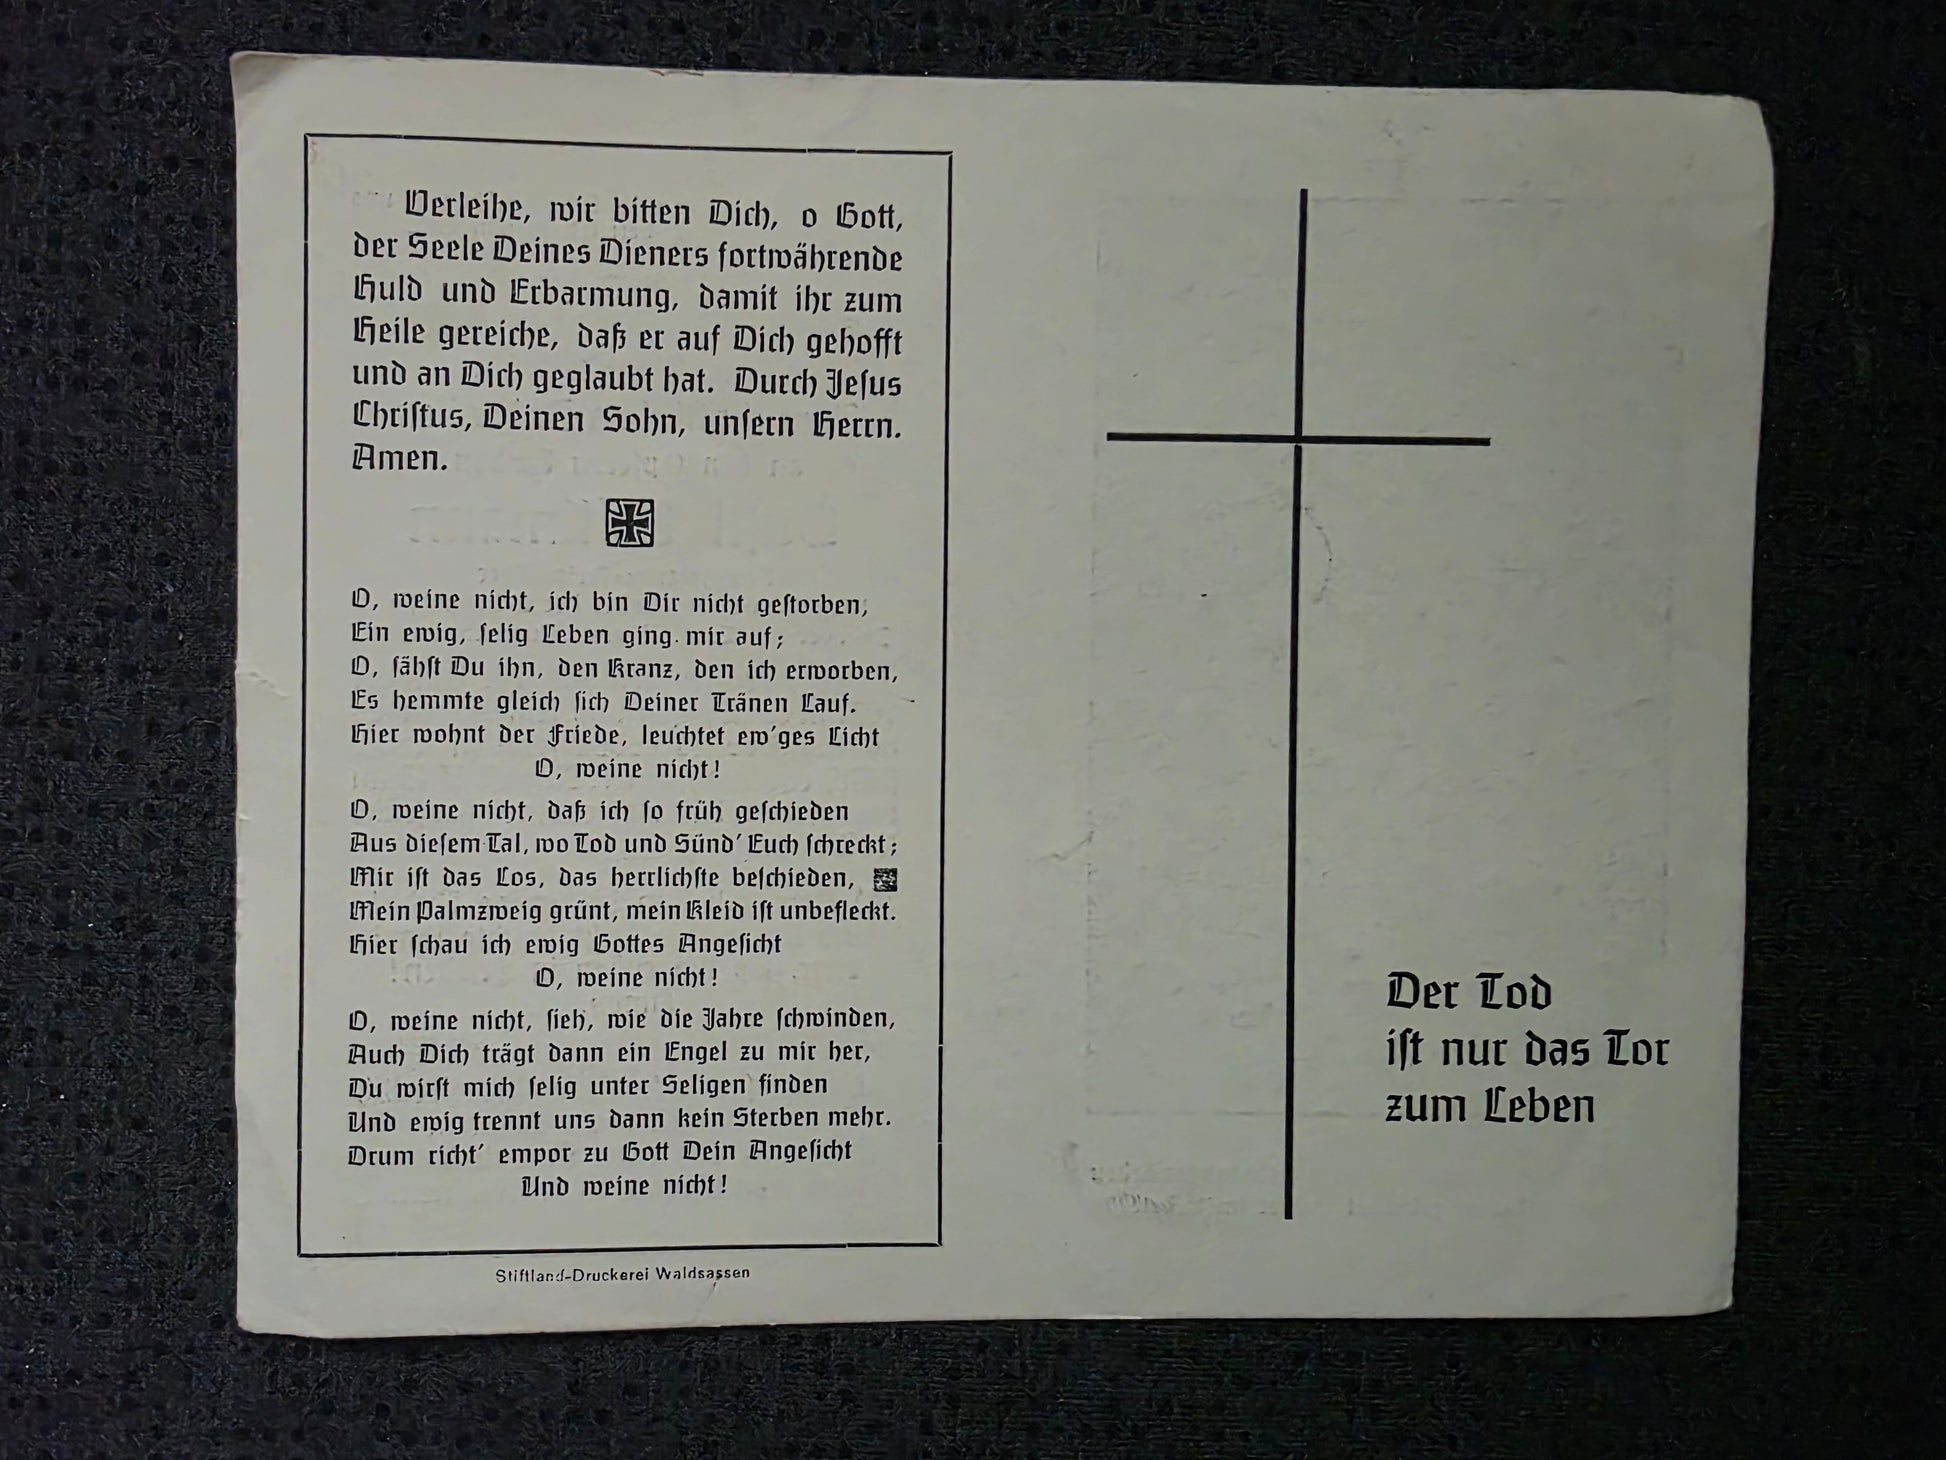 Verleihe, wir bitten Dich, o Gott,
der Seele Deines Dieners fortwährende
Huld und Erbarmung, damit ihr zum
Heile gereiche, daß er auf Dich gehofft
und an Dich geglaubt hat. Durch Jeſus
Chriſtus, Deinen Sohn, unſern Herrn.
Amen.
O, weine nicht, ich bin Dir nicht geſtorben,
Ein ewig, ſelig Leben ging mir auf;
O, ſähſt Du ihn, den Kranz, den ich erworben,
Es hemmte gleich ſich Deiner Tränen Lauf.
Hier wohnt der Friede, leuchtet ew'ges Licht
O, weine nicht!
O, weine nicht, daß ich ſo früh geſchieden
Aus dieſem Tal, wo Tod und Sünd' Euch ſchreckt;
Mir iſt das Los, das herrlichſte beſchieden,
Mein Palmzweig grünt, mein Kleid iſt unbefleckt.
Hier ſchau ich ewig Gottes Angeſicht
O, weine nicht!
O, weine nicht, ſieh, wie die Jahre ſchwinden,
Auch Dich trägt dann ein Engel zu mir her,
Du wirſt mich ſelig unter Seligen finden
Und ewig trennt uns dann kein Sterben mehr.
Drum richt' empor zu Gott Dein Angeſicht
Und weine nicht!
Stiftland-Druckerei Waldsassen
Der Tod
iſt nur das Tor
zum Leben